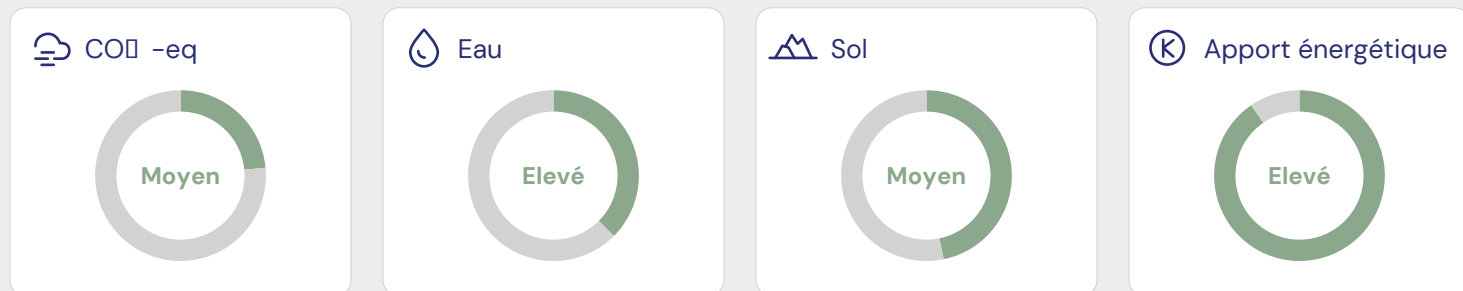 CO▯ -eq
Moyen
Eau
Elevé
Sol
Moyen
Apport énergétique
Elevé